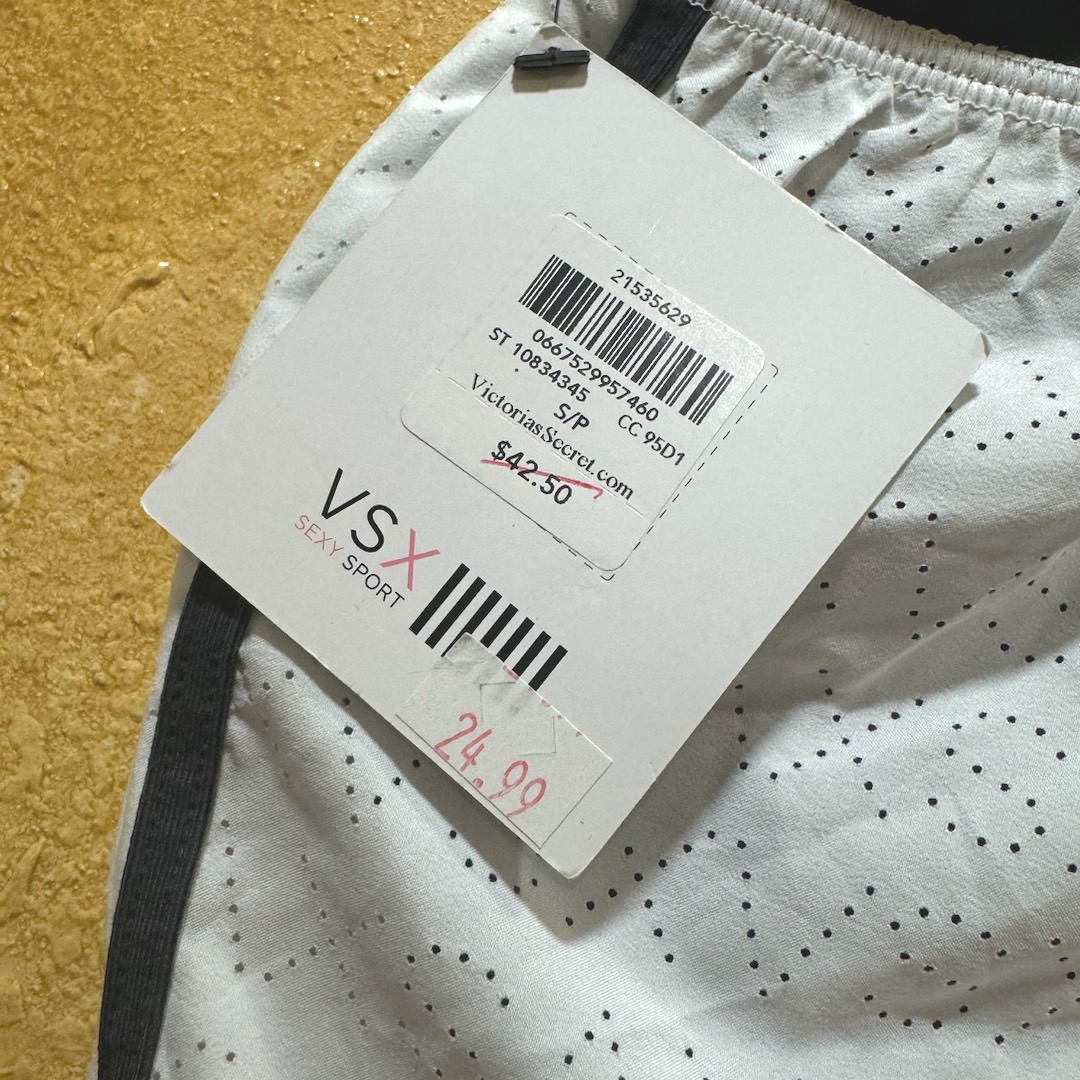 21535629
0667529957460
ST 10834345 CC 95D1
S/P
VictoriasSecret.com
$42.50
VSX
SEXY SPORT
24.99